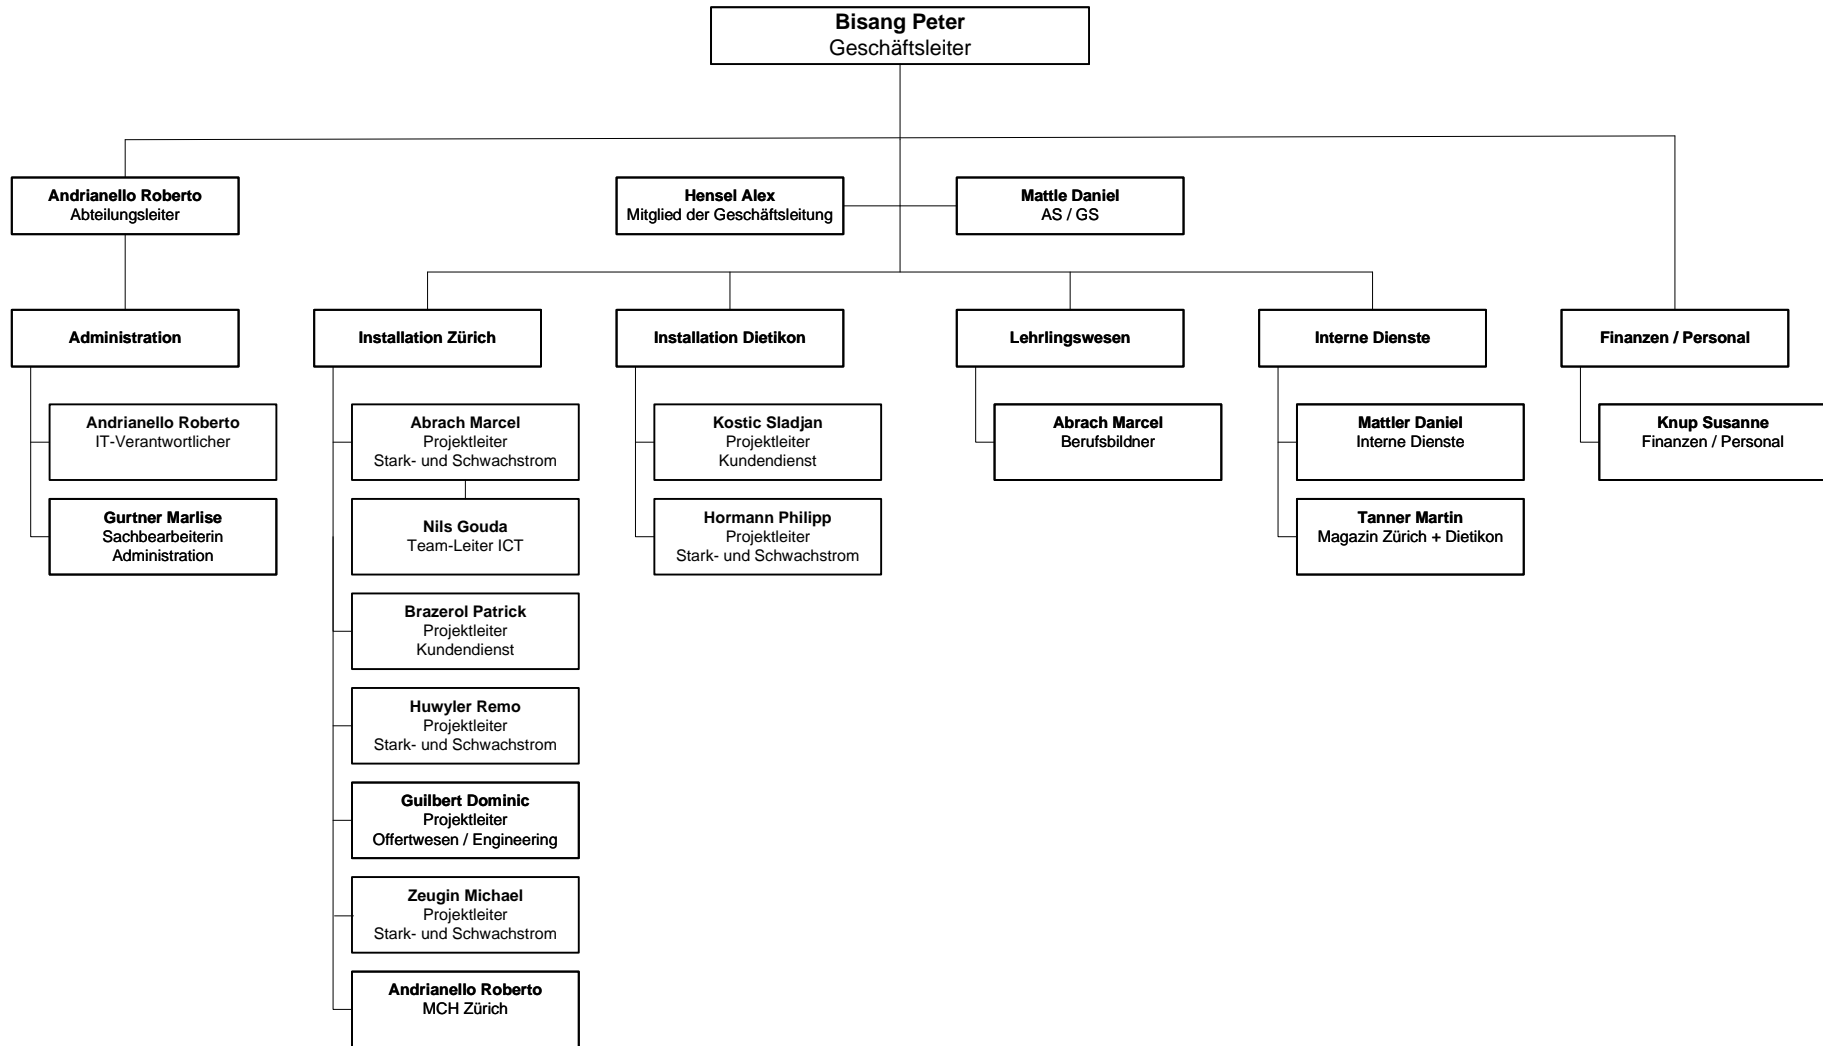 Bisang Peter
Geschäftsleiter
Andrianello Roberto
Abteilungsleiter
Hensel Alex
Mitglied der Geschäftsleitung
Mattle Daniel
AS / GS
Administration
Installation Zürich
Installation Dietikon
Lehrlingswesen
Interne Dienste
Finanzen / Personal
Andrianello Roberto
IT-Verantwortlicher
Gurtner Marlise
Sachbearbeiterin
Administration
Abrach Marcel
Projektleiter
Stark- und Schwachstrom
Nils Gouda
Team-Leiter ICT
Brazerol Patrick
Projektleiter
Kundendienst
Huwyler Remo
Projektleiter
Stark- und Schwachstrom
Guilbert Dominic
Projektleiter
Offertwesen / Engineering
Zeugin Michael
Projektleiter
Stark- und Schwachstrom
Andrianello Roberto
MCH Zürich
Kostic Sladjan
Projektleiter
Kundendienst
Hormann Philipp
Projektleiter
Stark- und Schwachstrom
Abrach Marcel
Berufsbildner
Mattler Daniel
Interne Dienste
Tanner Martin
Magazin Zürich + Dietikon
Knup Susanne
Finanzen / Personal